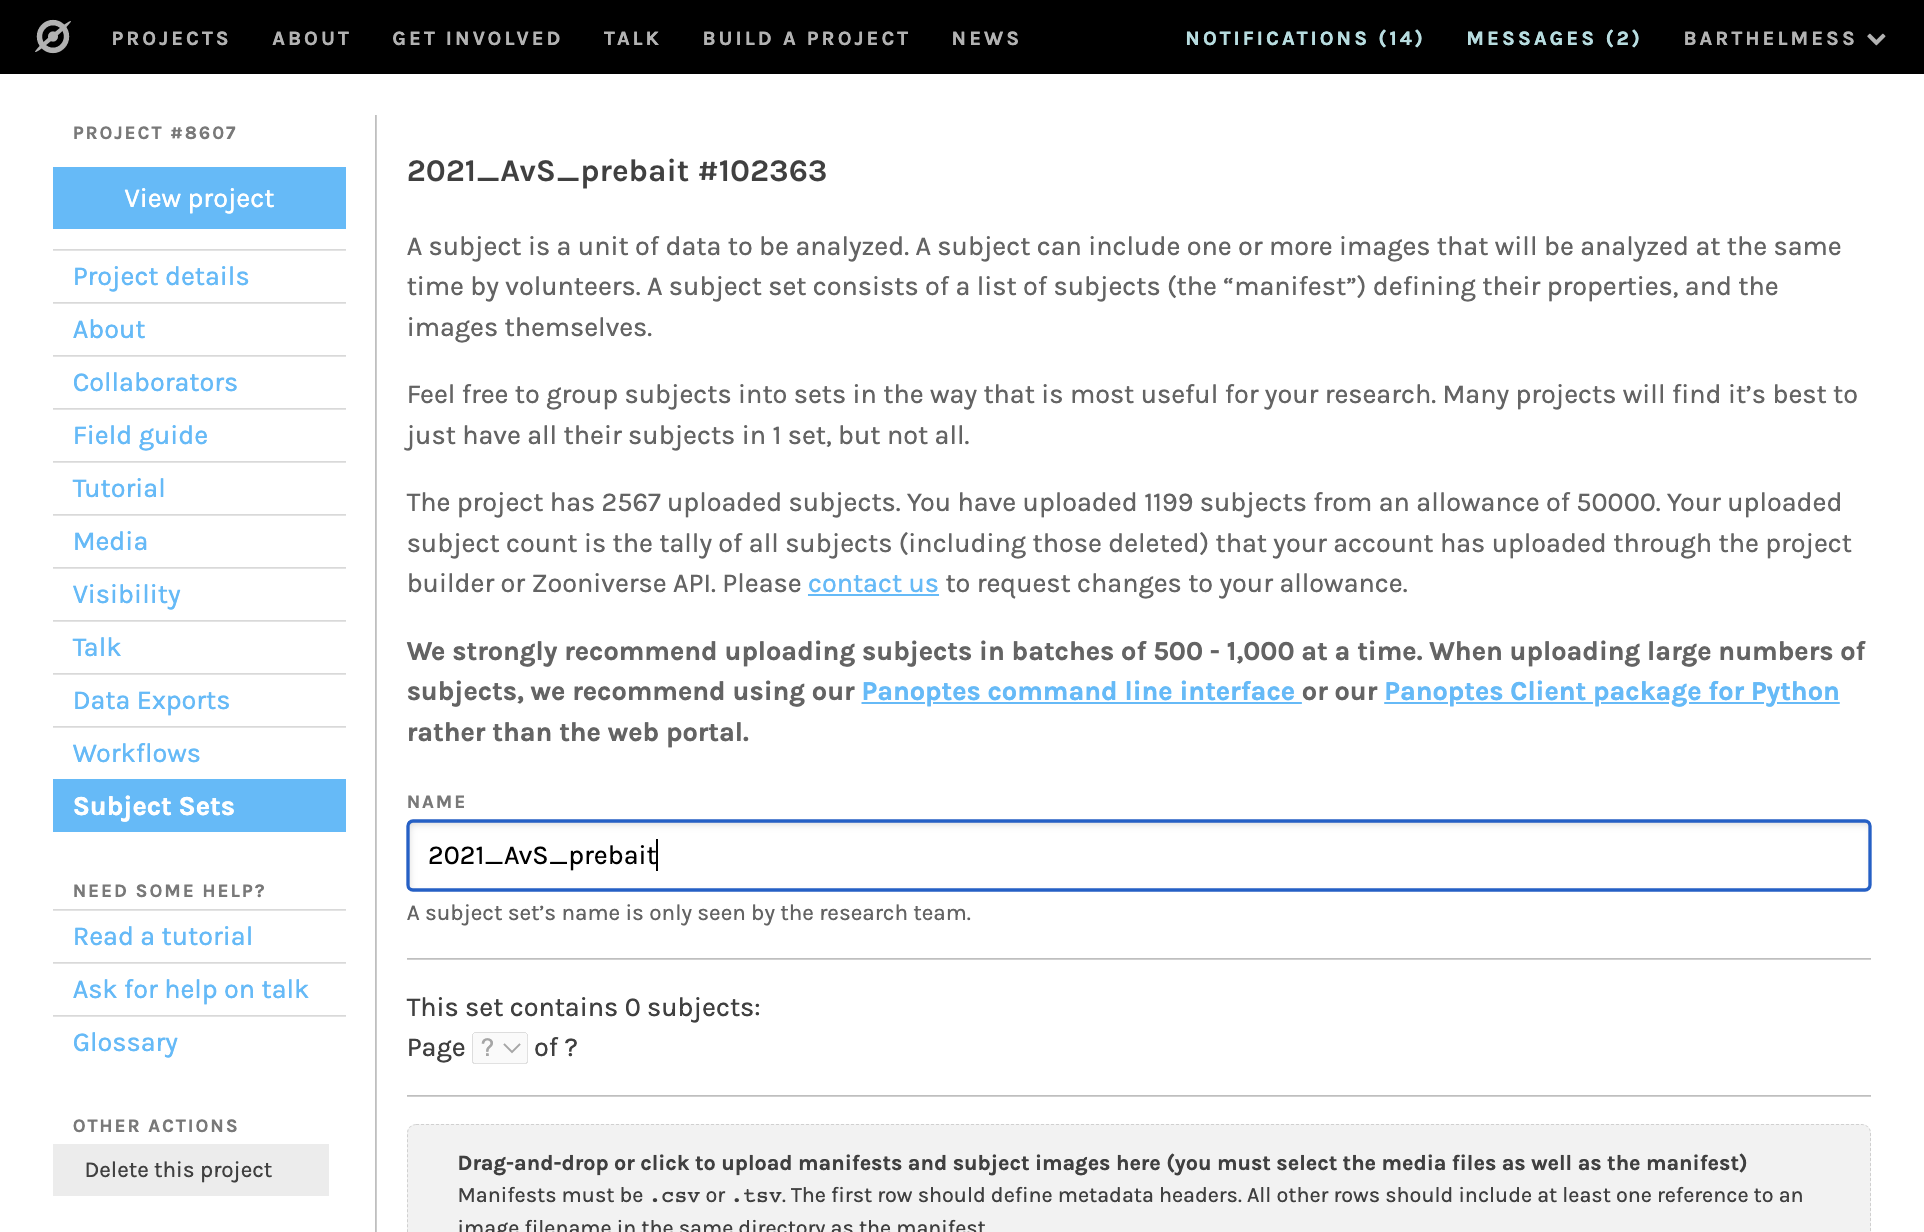 PROJECTS ABOUT GET INVOLVED TALK BUILD A PROJECT NEWS NOTIFICATIONS (14) MESSAGES (2) BARTHELMESS
PROJECT #8607
View project
Project details
About
Collaborators
Field guide
Tutorial
Media
Visibility
Talk
Data Exports
Workflows
Subject Sets
NEED SOME HELP?
Read a tutorial
Ask for help on talk
Glossary
OTHER ACTIONS
Delete this project
2021_AvS_prebait #102363
A subject is a unit of data to be analyzed. A subject can include one or more images that will be analyzed at the same
time by volunteers. A subject set consists of a list of subjects (the “manifest”) defining their properties, and the
images themselves.
Feel free to group subjects into sets in the way that is most useful for your research. Many projects will find it’s best to
just have all their subjects in 1 set, but not all.
The project has 2567 uploaded subjects. You have uploaded 1199 subjects from an allowance of 50000. Your uploaded
subject count is the tally of all subjects (including those deleted) that your account has uploaded through the project
builder or Zooniverse API. Please contact us to request changes to your allowance.
We strongly recommend uploading subjects in batches of 500 - 1,000 at a time. When uploading large numbers of
subjects, we recommend using our Panoptes command line interface or our Panoptes Client package for Python
rather than the web portal.
NAME
2021_AvS_prebait
A subject set’s name is only seen by the research team.
This set contains 0 subjects:
Page ? of ?
Drag-and-drop or click to upload manifests and subject images here (you must select the media files as well as the manifest)
Manifests must be .csv or .tsv. The first row should define metadata headers. All other rows should include at least one reference to an
image filename in the same directory as the manifest.